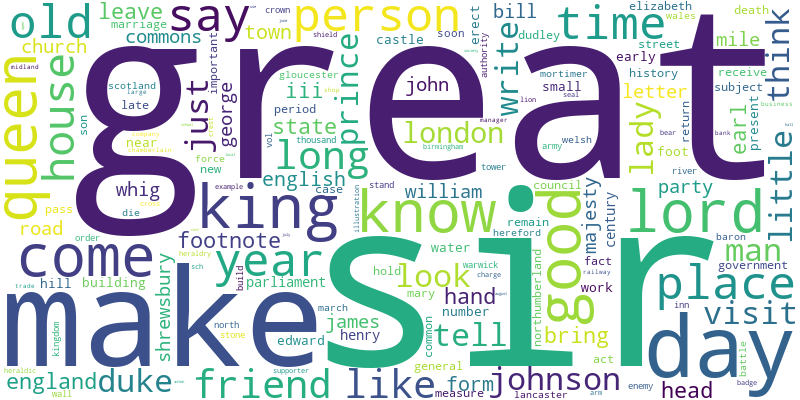 old
leave
marriage
say
crown
soon
person
erect
bill
time
elizabeth
wales
death
church
commons
town
castle
dudley
mile
street
queen
house
scotland
late
just
important
george
gloucester
iii
prince
john
write
authority
mortimer
small
early
history
receive
letter
subject
think
great
son
near
chamberlain
period
state
vol
thousand
london
birmingham
lion
seal
welsh
army
lady
foot
earl
present
return
bear
bank
business
midland
whig
die
force
new
long
english
case
tower
manager
river
little
pass
road
example
king
stand
william
illustration
know
remain
hereford
council
good
majesty
century
party
lord
man
baron
government
come
order
footnote
year
hold
water
look
warwick
charge
northumberland
fact
railway
work
place
visit
hill
building
shrewsbury
sch
build
parliament
mary
hand
number
tell
bring
inn
make
sir
day
kingdom
trade
north
stone
march
edward
james
henry
common
general
act
battle
england
wall
duke
heraldic
friend
supporter
like
measure
form
lancaster
johnson
arm
enemy
head
badge
shield
heraldry